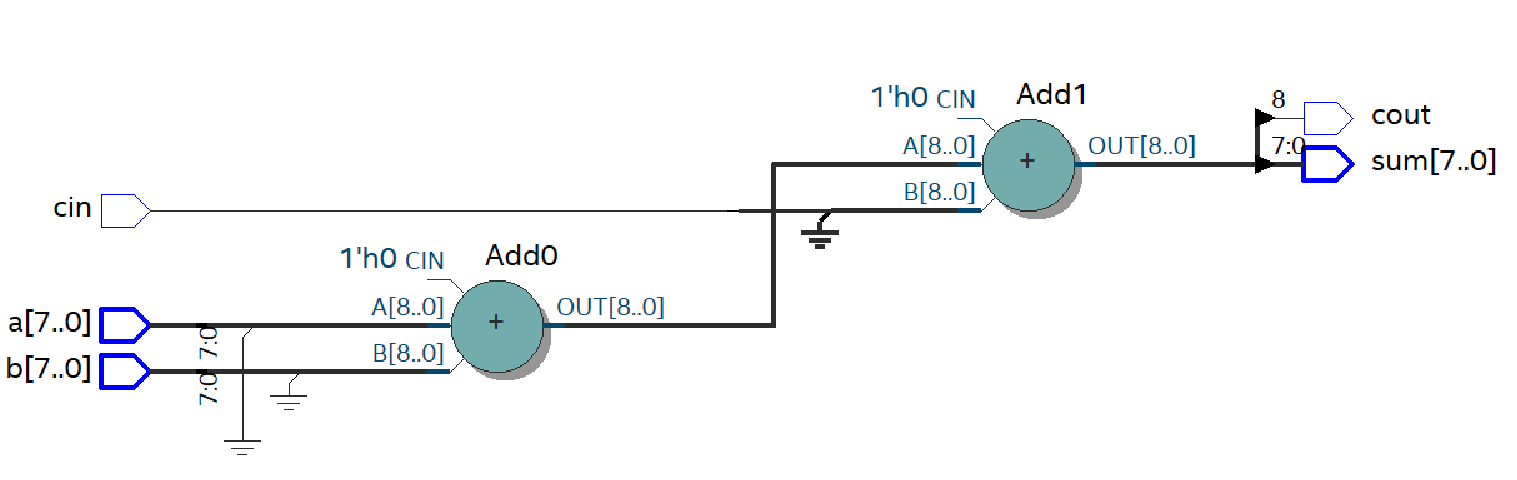 8
1'h0 CIN
Add1
cout
A[8..0]
OUT[8..0]
7:0
sum[7..0]
B[8..0]
+
cin
1'h0 CIN
Add0
A[8..0]
OUT[8..0]
a[7..0]
7:0
+
B[8..0]
b[7..0]
7:0